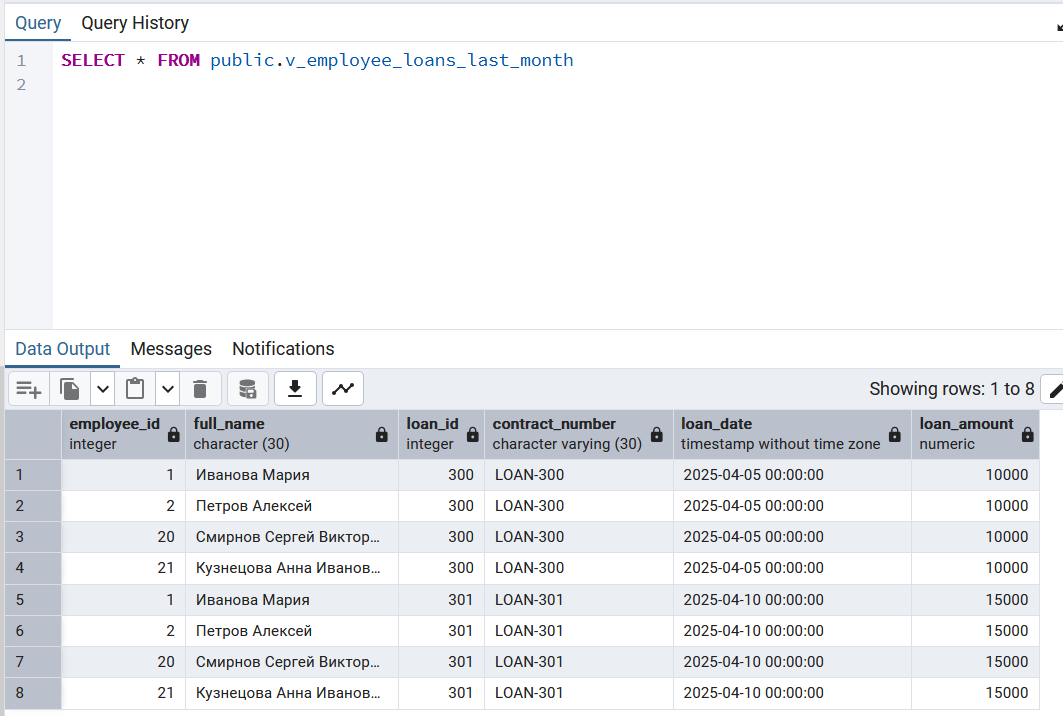 Query Query History
1 SELECT * FROM public.v_employee_loans_last_month
2
Data Output Messages Notifications
Showing rows: 1 to 8
employee_id full_name loan_id contract_number loan_date loan_amount
integer character (30) integer character varying (30) timestamp without time zone numeric
1 1 Иванова Мария 300 LOAN-300 2025-04-05 00:00:00 10000
2 2 Петров Алексей 300 LOAN-300 2025-04-05 00:00:00 10000
3 20 Смирнов Сергей Виктор... 300 LOAN-300 2025-04-05 00:00:00 10000
4 21 Кузнецова Анна Иванов... 300 LOAN-300 2025-04-05 00:00:00 10000
5 1 Иванова Мария 301 LOAN-301 2025-04-10 00:00:00 15000
6 2 Петров Алексей 301 LOAN-301 2025-04-10 00:00:00 15000
7 20 Смирнов Сергей Виктор... 301 LOAN-301 2025-04-10 00:00:00 15000
8 21 Кузнецова Анна Иванов... 301 LOAN-301 2025-04-10 00:00:00 15000